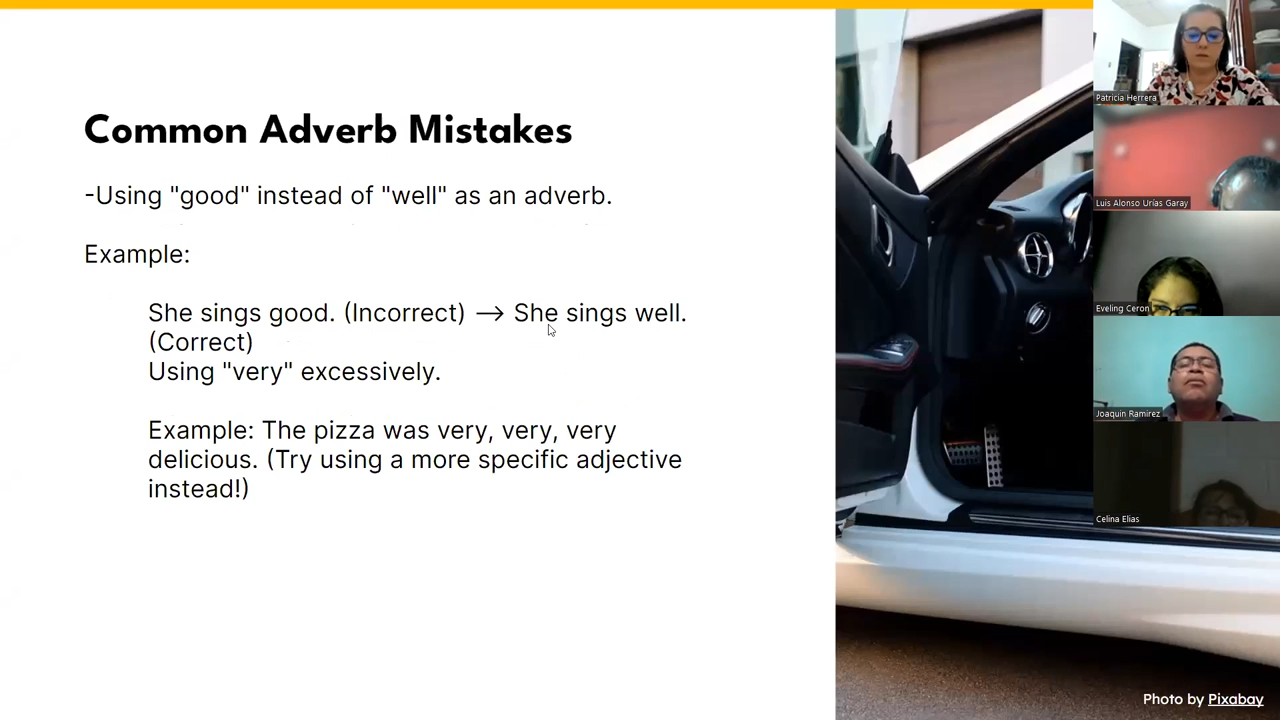 Common Adverb Mistakes
-Using "good" instead of "well" as an adverb.
Example:
She sings good. (Incorrect) → She sings well.
(Correct)
Using "very" excessively.
Example: The pizza was very, very, very
delicious. (Try using a more specific adjective
instead!)
Patricia Herrera
Luis Alonso Urías Garay
Eveling Ceron
Joaquin Ramirez
Celina Elias
Photo by Pixabay